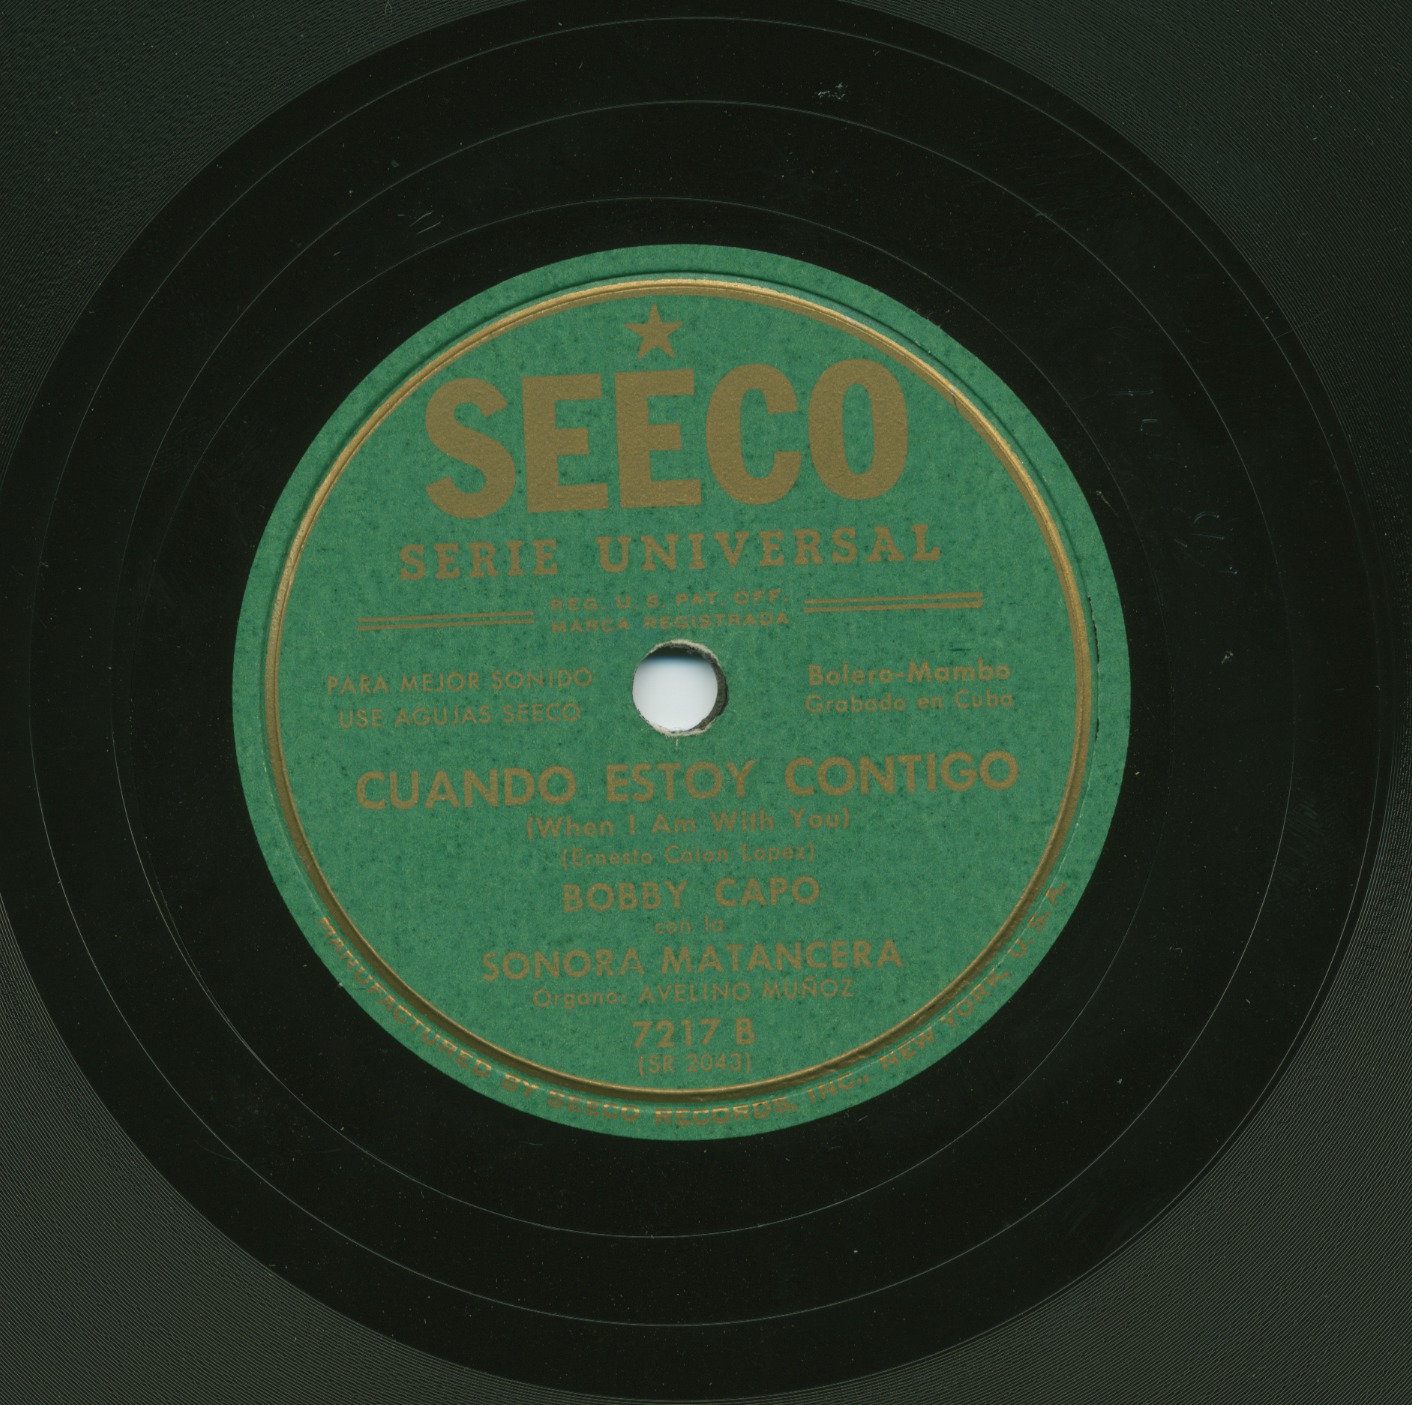 SEECO
SERIE UNIVERSAL
REG. U. S. PAT. OFF.
MARCA REGISTRADA
PARA MEJOR SONIDO
USE AGUJAS SEECO
Bolero-Mambo
Grabado en Cuba
CUANDO ESTOY CONTIGO
(When I Am With You)
(Ernesto Colon Lopez)
BOBBY CAPO
con la
SONORA MATANCERA
Organo: AVELINO MUÑOZ
7217 B
(SR 2043)
MANUFACTURED BY SEECO RECORDS, INC., NEW YORK U. S. A.